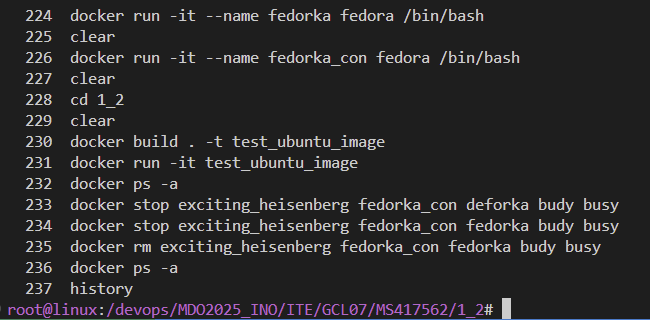 224 docker run -it --name fedorka fedora /bin/bash
225 clear
226 docker run -it --name fedorka_con fedora /bin/bash
227 clear
228 cd 1_2
229 clear
230 docker build . -t test_ubuntu_image
231 docker run -it test_ubuntu_image
232 docker ps -a
233 docker stop exciting_heisenberg fedorka_con deforka budy busy
234 docker stop exciting_heisenberg fedorka_con fedorka budy busy
235 docker rm exciting_heisenberg fedorka_con fedorka budy busy
236 docker ps -a
237 history
root@linux:/devops/MDO2025_INO/ITE/GCL07/MS417562/1_2#